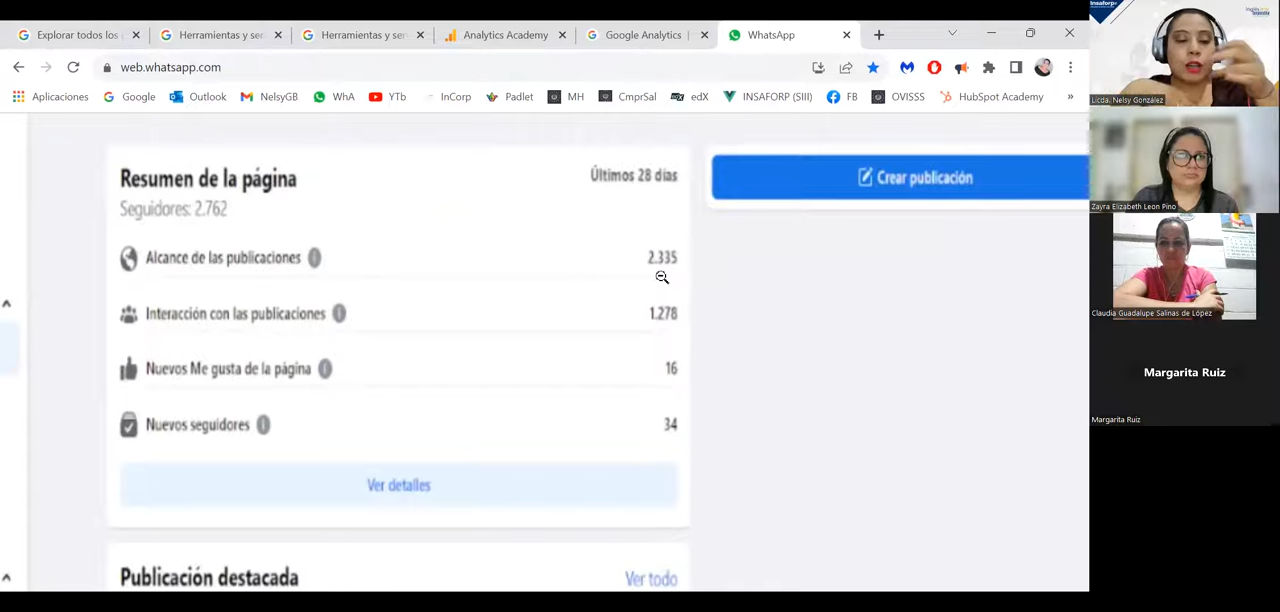 Explorar todos los
Herramientas y ser
Herramientas y ser
Analytics Academy
Google Analytics |
WhatsApp
web.whatsapp.com
Aplicaciones
Google
Outlook
NelsyGB
WhA
YTb
InCorp
Padlet
MH
CmprSal
edX
INSAFORP (SIII)
FB
OVISSS
HubSpot Academy
»
Resumen de la página
Últimos 28 días
Seguidores: 2.762
Alcance de las publicaciones
2.335
Interacción con las publicaciones
1.278
Nuevos Me gusta de la página
16
Nuevos seguidores
34
Ver detalles
Publicación destacada
Ver todo
Crear publicación
Insaforp
Licda. Nelsy González
Zayra Elizabeth Leon Pino
Claudia Guadalupe Salinas de López
Margarita Ruiz
Margarita Ruiz